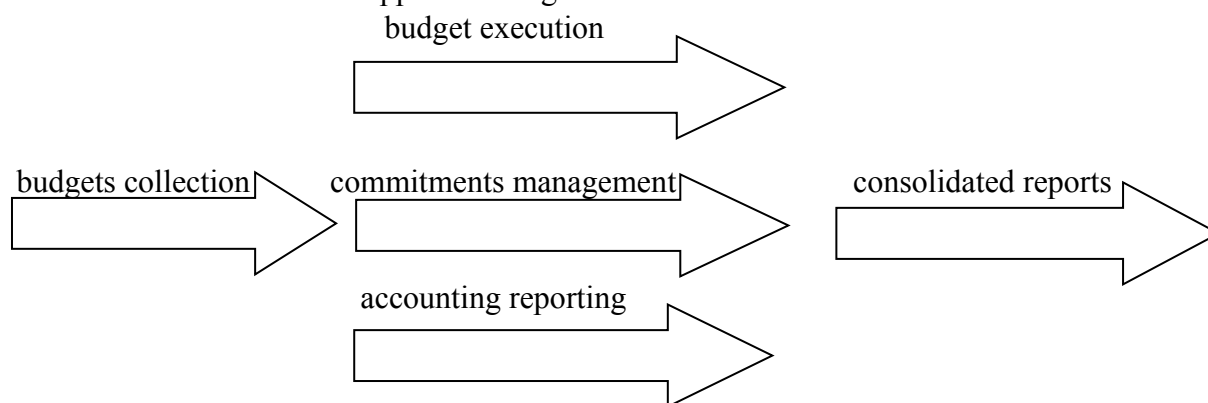 budget execution
budgets collection
commitments management
consolidated reports
accounting reporting